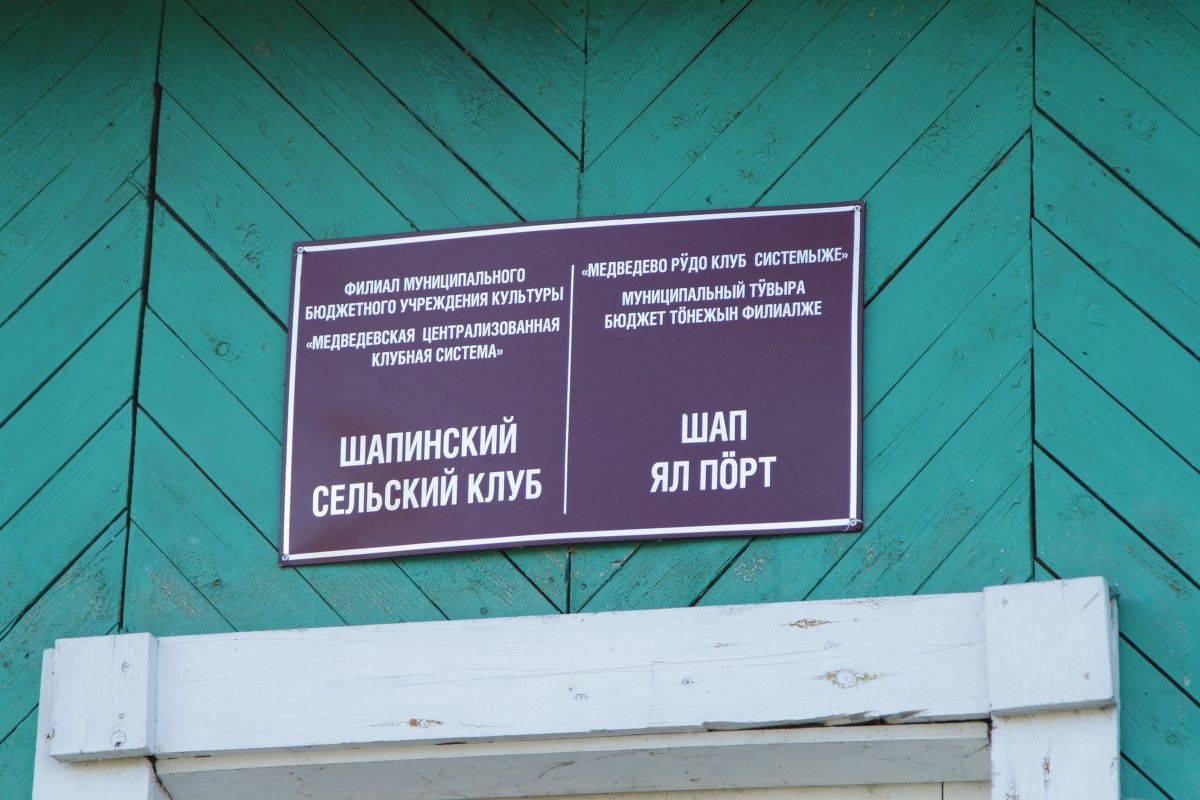 ФИЛИАЛ МУНИЦИПАЛЬНОГО
БЮДЖЕТНОГО УЧРЕЖДЕНИЯ КУЛЬТУРЫ
«МЕДВЕДЕВСКАЯ ЦЕНТРАЛИЗОВАННАЯ
КЛУБНАЯ СИСТЕМА»
ШАПИНСКИЙ
СЕЛЬСКИЙ КЛУБ
«МЕДВЕДЕВО РӰДО КЛУБ СИСТЕМЫЖЕ»
МУНИЦИПАЛЬНЫЙ ТӰВЫРА
БЮДЖЕТ ТӦНЕЖЫН ФИЛИАЛЖЕ
ШАП
ЯЛ ПӦРТ